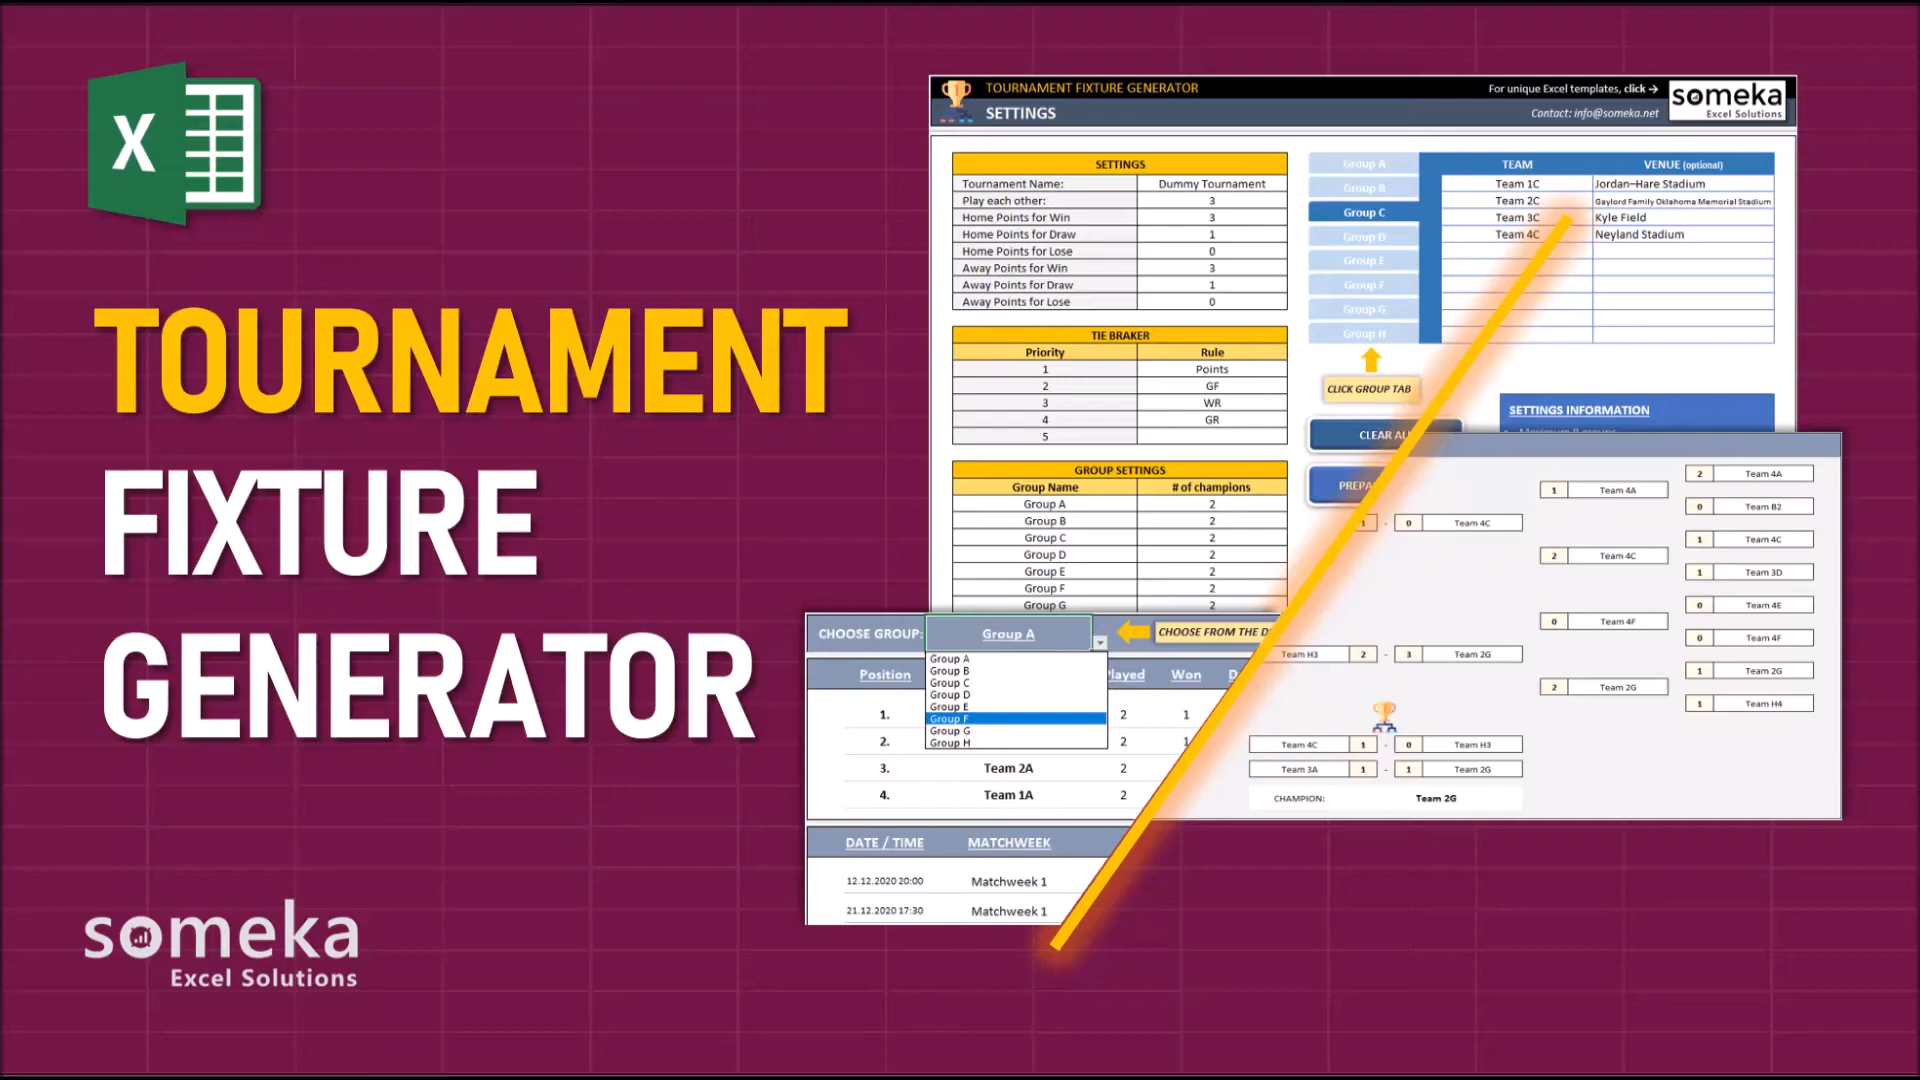 X
TOURNAMENT
FIXTURE
GENERATOR
someka
Excel Solutions
TOURNAMENT FIXTURE GENERATOR
SETTINGS
For unique Excel templates, click →
Contact: info@someka.net
someka
Excel Solutions
SETTINGS
Tournament Name: Dummy Tournament
Play each other: 3
Home Points for Win 3
Home Points for Draw 1
Home Points for Lose 0
Away Points for Win 3
Away Points for Draw 1
Away Points for Lose 0
TIE BRAKER
Priority Rule
1 Points
2 GF
3 WR
4 GR
5
GROUP SETTINGS
Group Name # of champions
Group A 2
Group B 2
Group C 2
Group D 2
Group E 2
Group F 2
Group G 2
Group A
Group B
Group C
Group D
Group E
Group F
Group G
Group H
CLICK GROUP TAB
CLEAR AL
PREPA
TEAM VENUE (optional)
Team 1C Jordan–Hare Stadium
Team 2C Gaylord Family Oklahoma Memorial Stadium
Team 3C Kyle Field
Team 4C Neyland Stadium
SETTINGS INFORMATION
CHOOSE GROUP: Group A
CHOOSE FROM THE D
Group A
Group B
Group C
Group D
Group E
Group F
Group G
Group H
Position Played Won D
1. 2 1
2. 2 1
3. Team 2A 2
4. Team 1A 2
DATE / TIME MATCHWEEK
12.12.2020 20:00 Matchweek 1
21.12.2020 17:30 Matchweek 1
2 Team 4A
1 Team 4A
0 Team B2
1 - 0 Team 4C
1 Team 4C
2 Team 4C
1 Team 3D
0 Team 4E
0 Team 4F
0 Team 4F
Team H3 2 - 3 Team 2G
1 Team 2G
2 Team 2G
1 Team H4
Team 4C 1 - 0 Team H3
Team 3A 1 - 1 Team 2G
CHAMPION: Team 2G